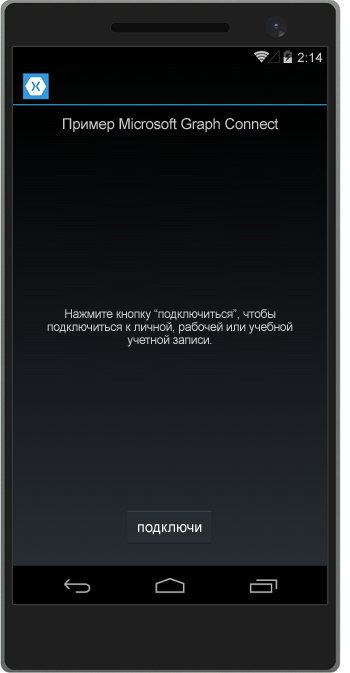 2:14
Пример Microsoft Graph Connect
Нажмите кнопку “подключиться”, чтобы
подключиться к личной, рабочей или учебной
учетной записи.
подключи